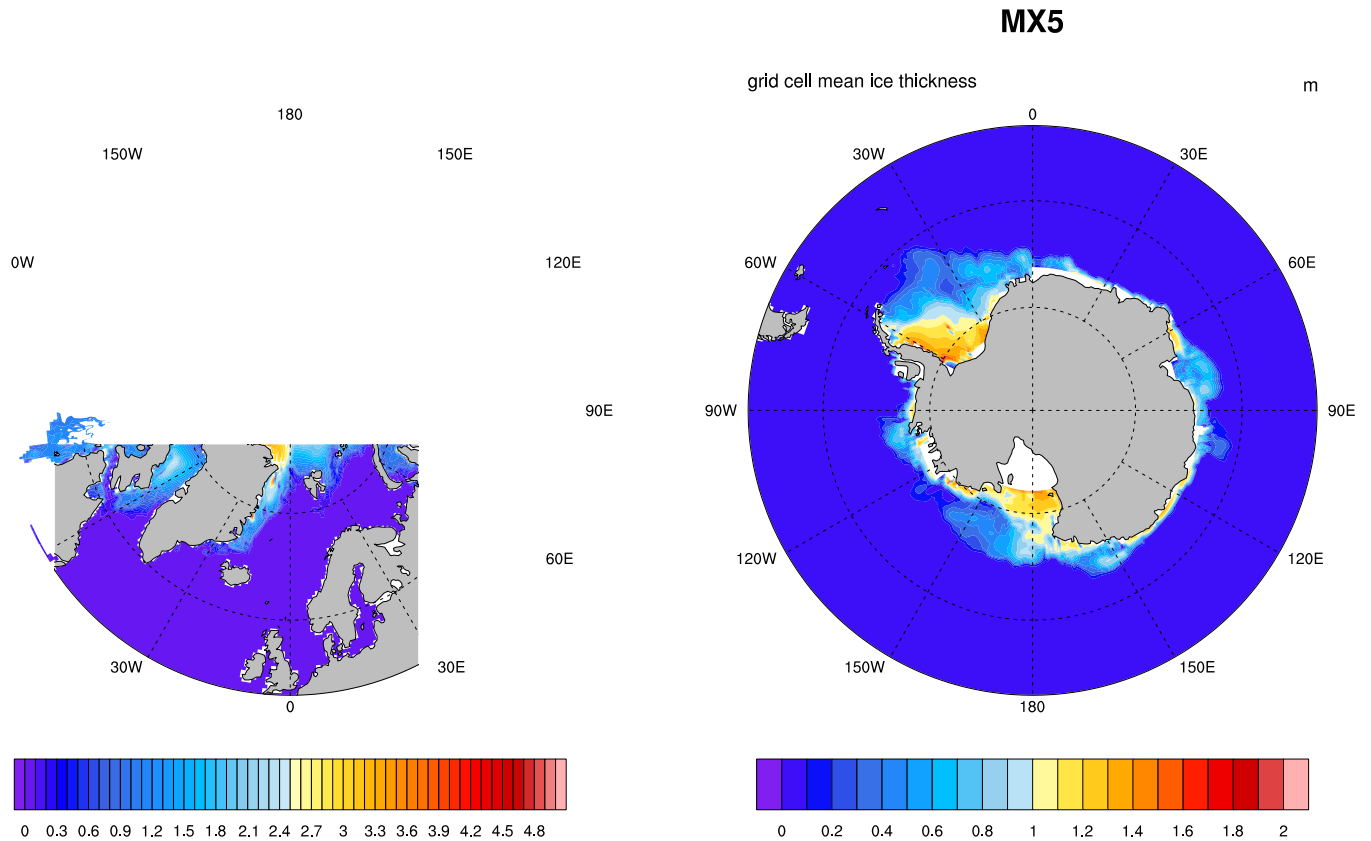 MX5
grid cell mean ice thickness m
180
150W 150E
0W 120E
90E
60E
30W 30E
0
0
30W 30E
60W 60E
90W 90E
120W 120E
150W 150E
180
0 0.3 0.6 0.9 1.2 1.5 1.8 2.1 2.4 2.7 3 3.3 3.6 3.9 4.2 4.5 4.8
0 0.2 0.4 0.6 0.8 1 1.2 1.4 1.6 1.8 2